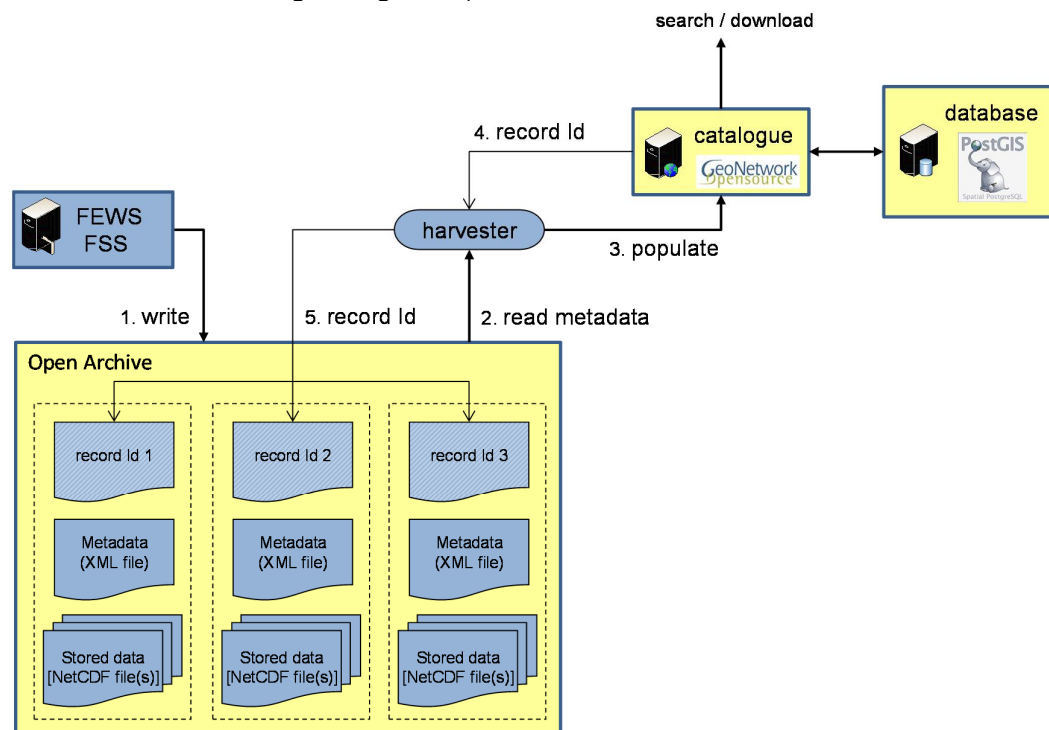 search / download
database
PostGIS
Spatial PostgreSQL
catalogue
GeoNetwork
Opensource
4. record Id
FEWS
FSS
harvester
3. populate
1. write
5. record Id
2. read metadata
Open Archive
record Id 1
record Id 2
record Id 3
Metadata
(XML file)
Metadata
(XML file)
Metadata
(XML file)
Stored data
[NetCDF file(s)]
Stored data
[NetCDF file(s)]
Stored data
[NetCDF file(s)]